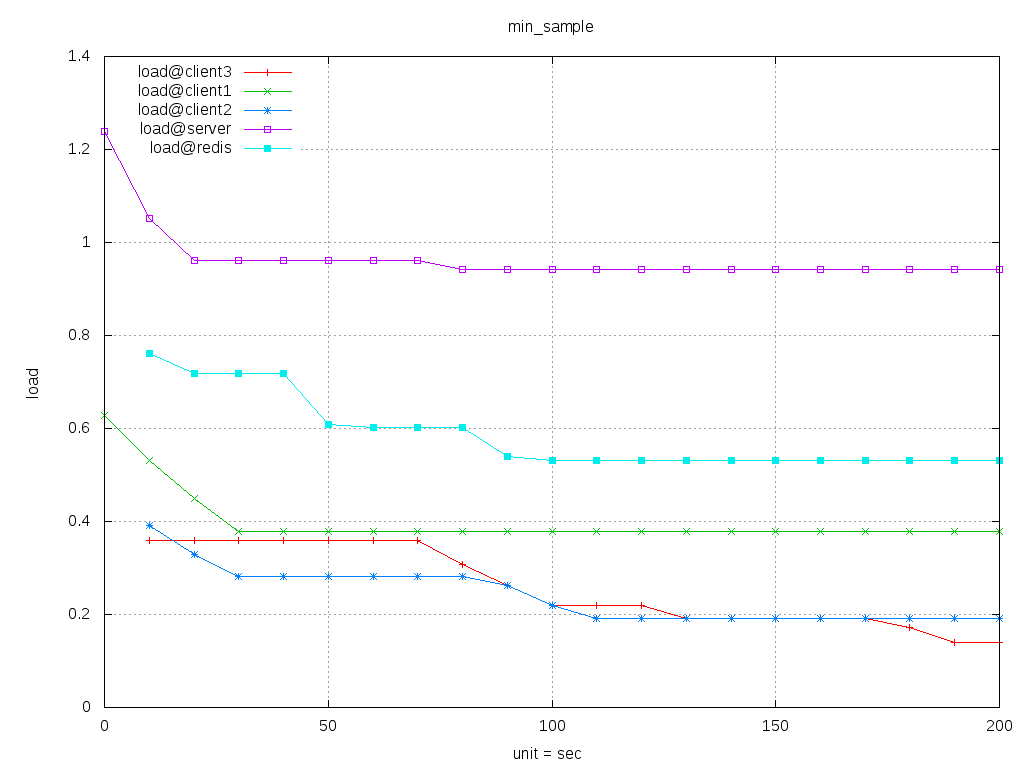 min_sample
1.4
1.2
1
0.8
0.6
0.4
0.2
0
load
load@client3
load@client1
load@client2
load@server
load@redis
0 50 100 150 200
unit = sec